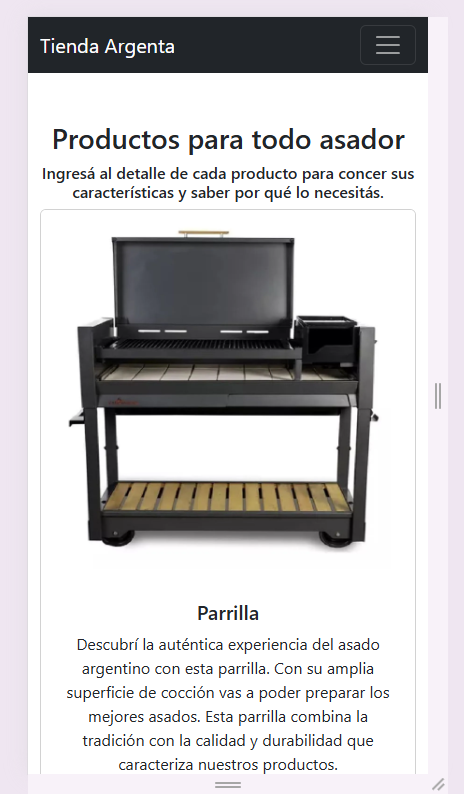 Tienda Argenta
Productos para todo asador
Ingresá al detalle de cada producto para concer sus
características y saber por qué lo necesitás.
Parrilla
Descubrí la auténtica experiencia del asado
argentino con esta parrilla. Con su amplia
superficie de cocción vas a poder preparar los
mejores asados. Esta parrilla combina la
tradición con la calidad y durabilidad que
caracteriza nuestros productos.